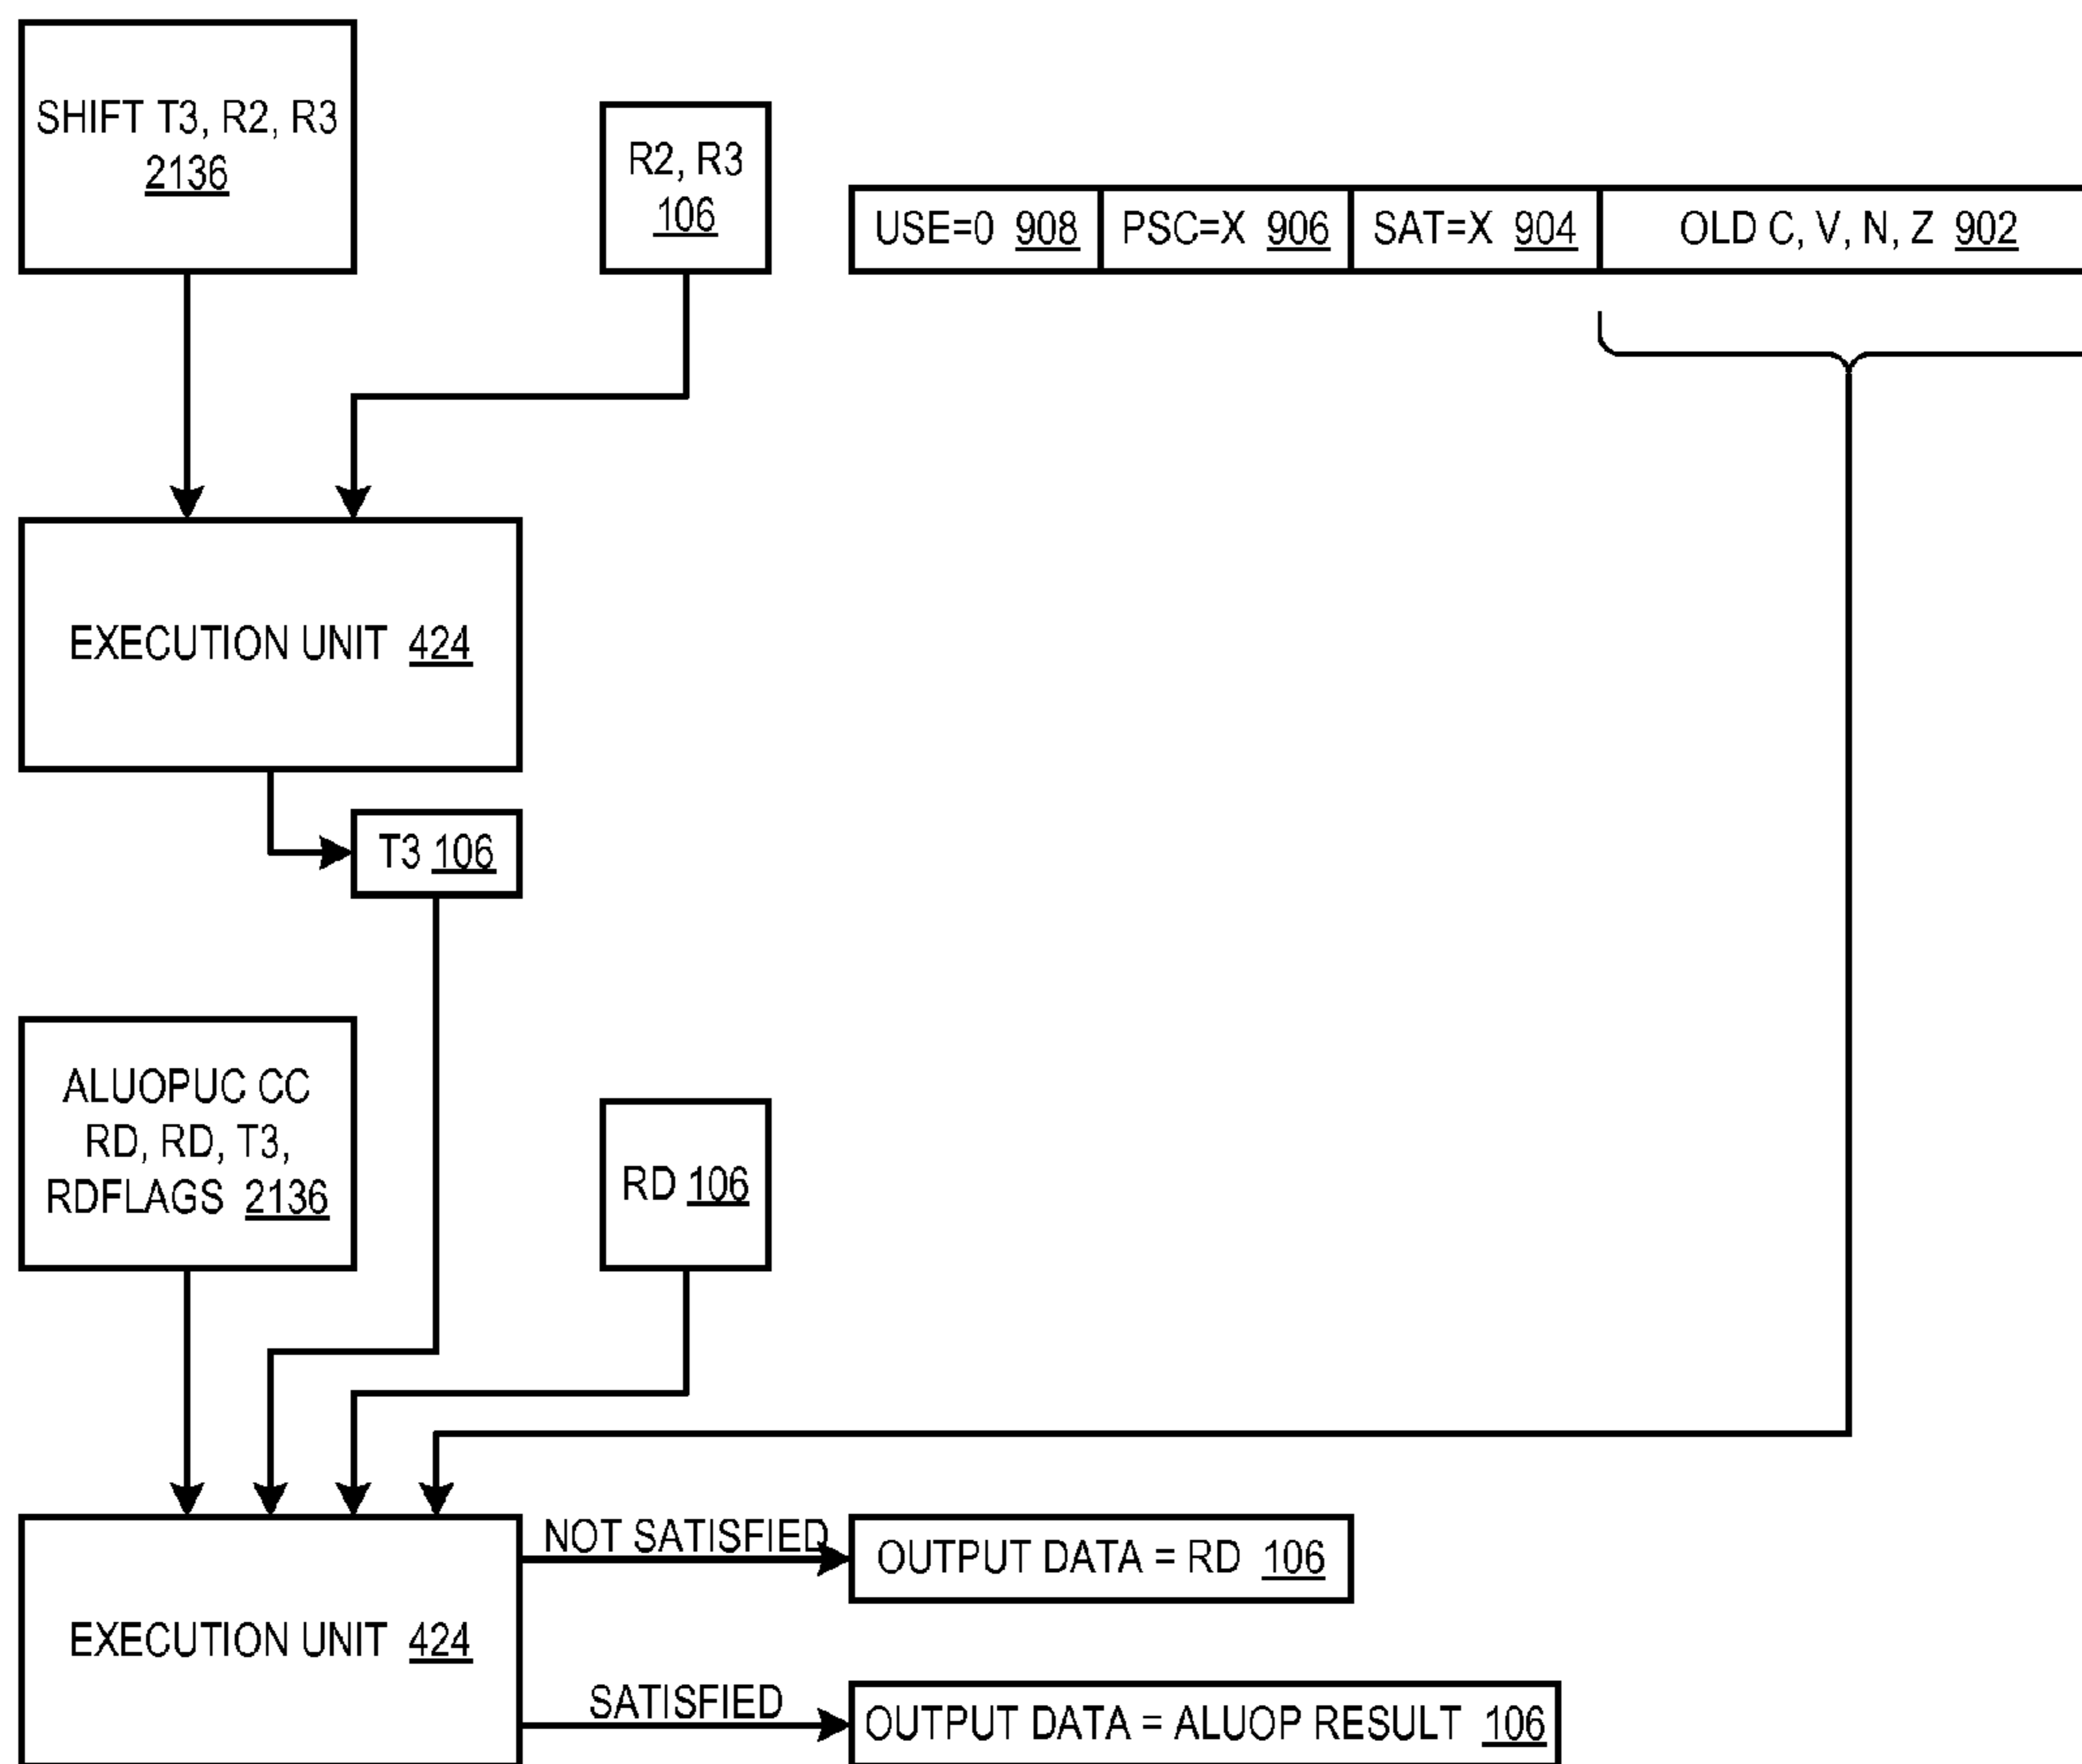 SHIFT T3, R2, R3
2136
R2, R3
106
USE=0 908
PSC=X 906
SAT=X 904
OLD C, V, N, Z 902
EXECUTION UNIT 424
T3 106
ALUOPUC CC
RD, RD, T3,
RDFLAGS 2136
RD 106
NOT SATISFIED
OUTPUT DATA = RD 106
EXECUTION UNIT 424
SATISFIED
OUTPUT DATA = ALUOP RESULT 106